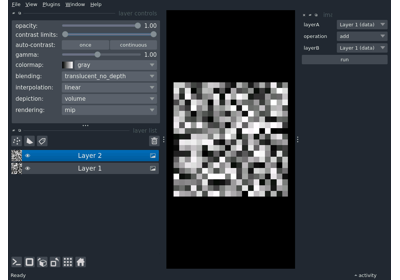 File View Plugins Window Help
layer controls
opacity: 1.00
contrast limits:
auto-contrast: once continuous
gamma: 1.00
colormap: gray
blending: translucent_no_depth
interpolation: linear
depiction: volume
rendering: mip
layer list
Layer 2
Layer 1
Ready
layerA Layer 1 (data)
operation add
layerB Layer 1 (data)
run
activity